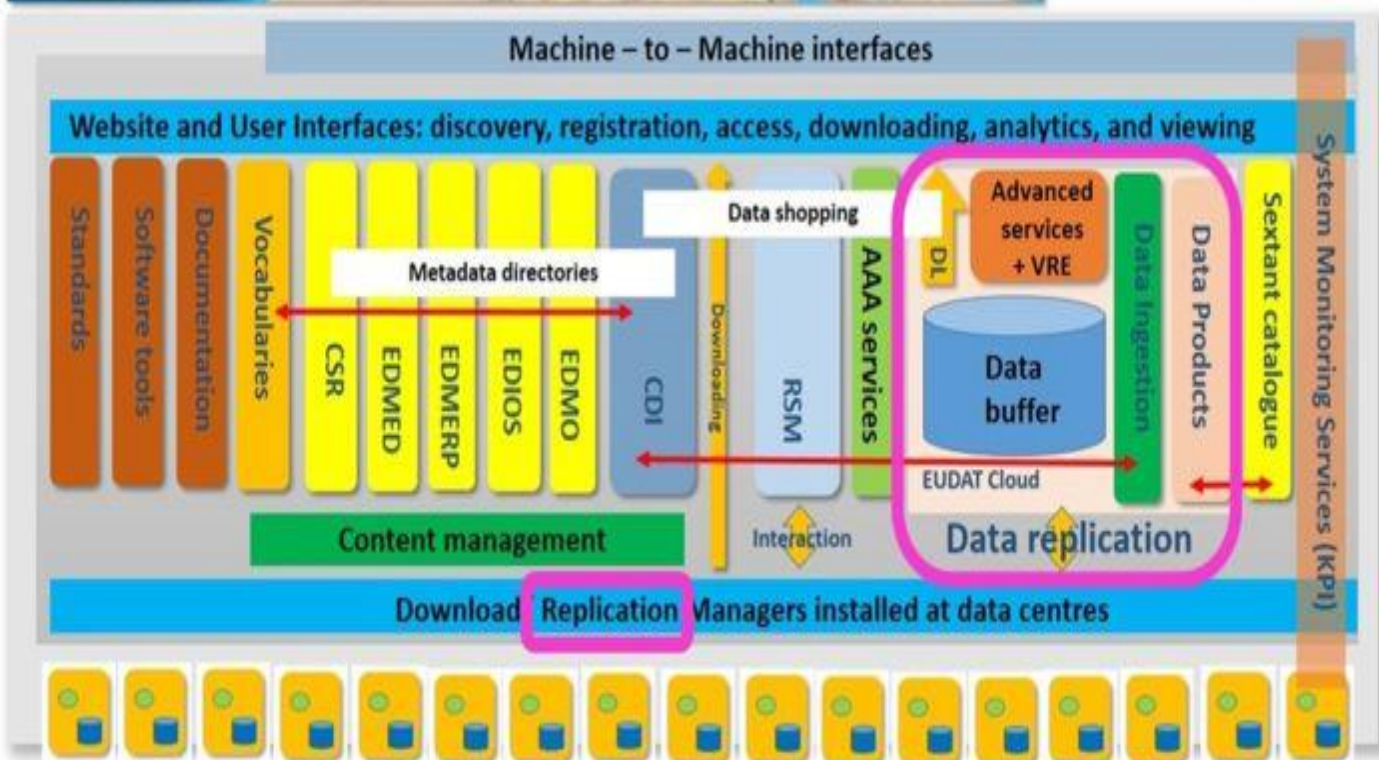 Machine – to – Machine interfaces
Website and User Interfaces: discovery, registration, access, downloading, analytics, and viewing
Standards
Software tools
Documentation
Vocabularies
CSR
EDMED
EDMERP
EDIOS
EDMO
Metadata directories
CDI
Downloading
Data shopping
RSM
AAA services
DL
Advanced
services
+ VRE
Data
buffer
EUDAT Cloud
Data Ingestion
Data Products
Sextant catalogue
System Monitoring Services (KPI)
Content management
Interaction
Data replication
Download Replication Managers installed at data centres